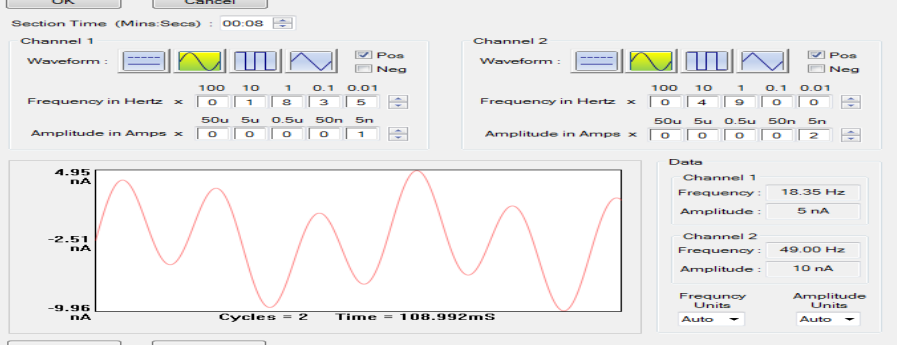 OK Cancel
Section Time (Mins:Secs) : 00:08
Channel 1
Waveform :
Pos
Neg
100 10 1 0.1 0.01
Frequency in Hertz x 0 1 8 3 5
50u 5u 0.5u 50n 5n
Amplitude in Amps x 0 0 0 0 1
Channel 2
Waveform :
Pos
Neg
100 10 1 0.1 0.01
Frequency in Hertz x 0 4 9 0 0
50u 5u 0.5u 50n 5n
Amplitude in Amps x 0 0 0 0 2
4.95
nA
-2.51
nA
-9.96
nA
Cycles = 2 Time = 108.992mS
Data
Channel 1
Frequency : 18.35 Hz
Amplitude : 5 nA
Channel 2
Frequency : 49.00 Hz
Amplitude : 10 nA
Frequncy
Units
Auto
Amplitude
Units
Auto